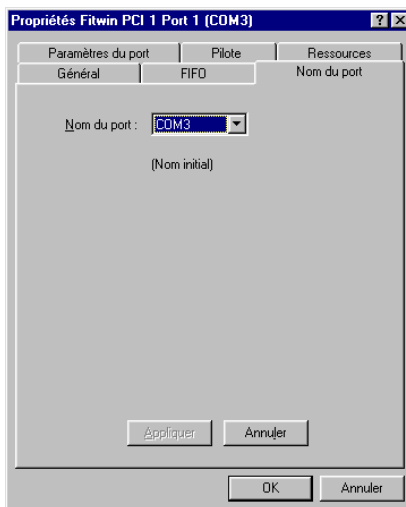 Propriétés Fitwin PCI 1 Port 1 (COM3)
Paramètres du port Pilote Ressources
Général FIFO Nom du port
Nom du port : COM3
(Nom initial)
Appliquer Annuler
OK Annuler